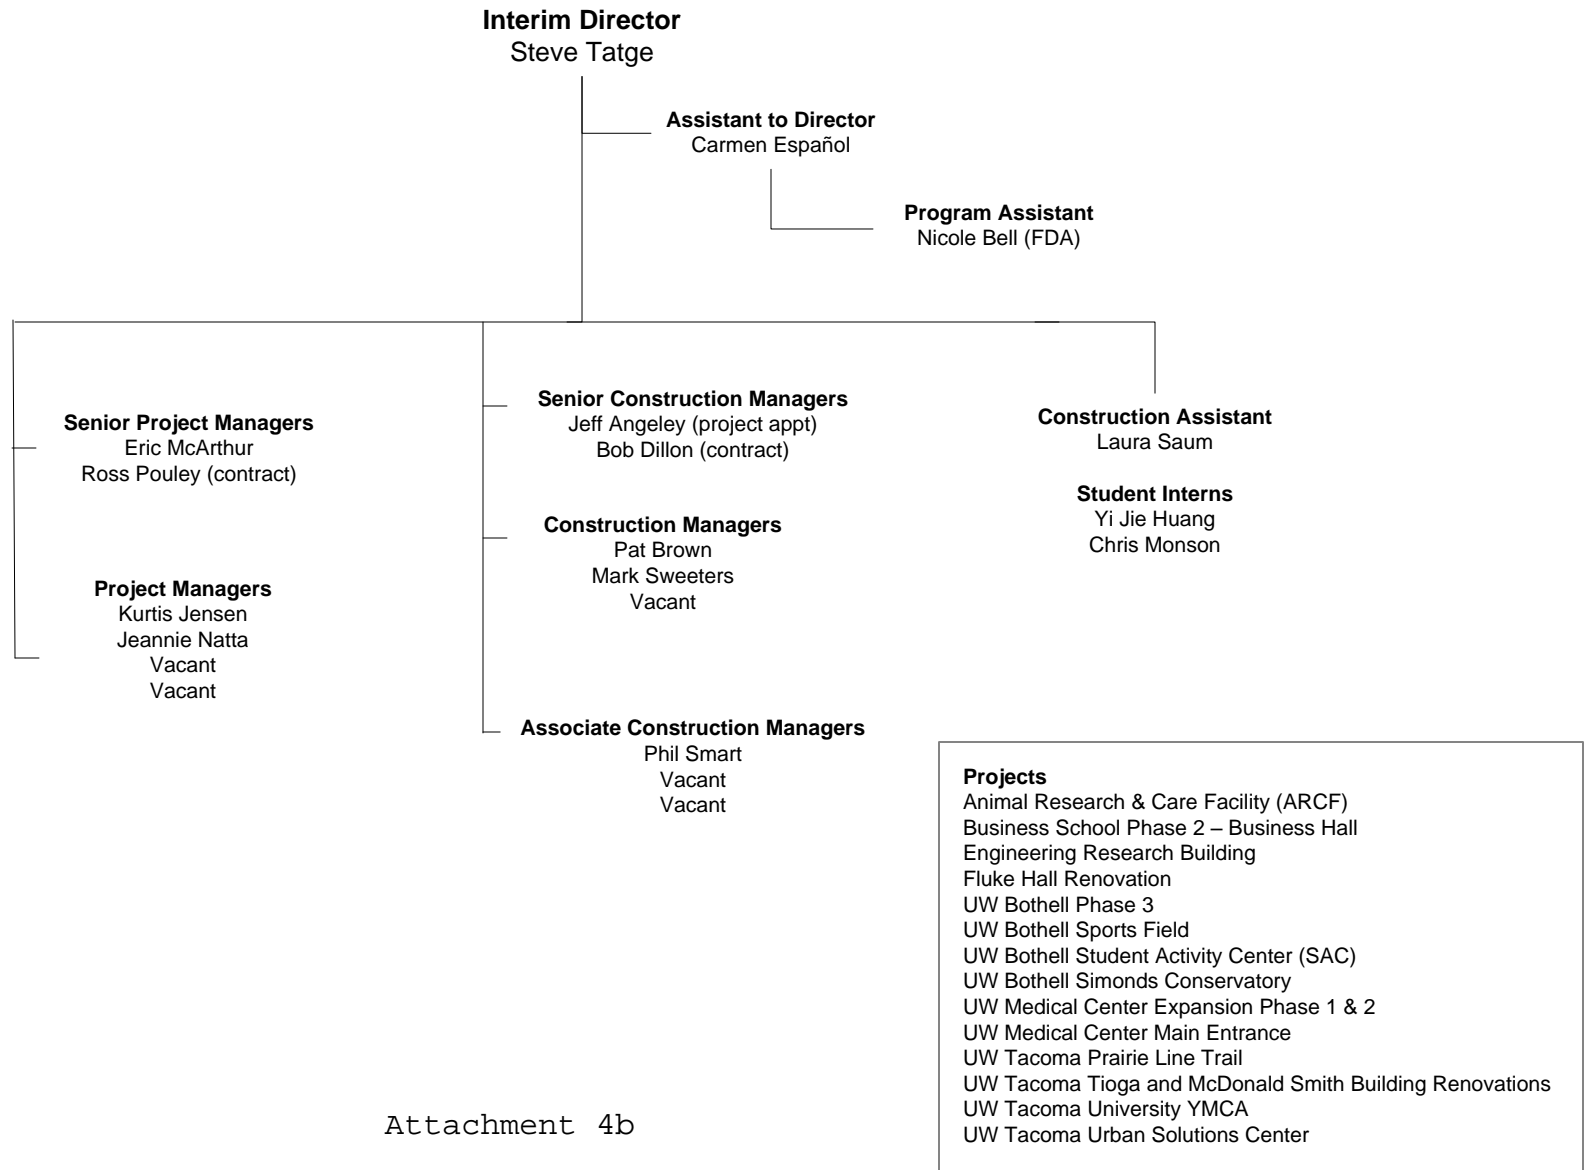 Interim Director
Steve Tatge
Assistant to Director
Carmen Español
Program Assistant
Nicole Bell (FDA)
Senior Project Managers
Eric McArthur
Ross Pouley (contract)
Project Managers
Kurtis Jensen
Jeannie Natta
Vacant
Vacant
Senior Construction Managers
Jeff Angeley (project appt)
Bob Dillon (contract)
Construction Managers
Pat Brown
Mark Sweeters
Vacant
Associate Construction Managers
Phil Smart
Vacant
Vacant
Construction Assistant
Laura Saum
Student Interns
Yi Jie Huang
Chris Monson
Projects
Animal Research & Care Facility (ARCF)
Business School Phase 2 – Business Hall
Engineering Research Building
Fluke Hall Renovation
UW Bothell Phase 3
UW Bothell Sports Field
UW Bothell Student Activity Center (SAC)
UW Bothell Simonds Conservatory
UW Medical Center Expansion Phase 1 & 2
UW Medical Center Main Entrance
UW Tacoma Prairie Line Trail
UW Tacoma Tioga and McDonald Smith Building Renovations
UW Tacoma University YMCA
UW Tacoma Urban Solutions Center
Attachment 4b